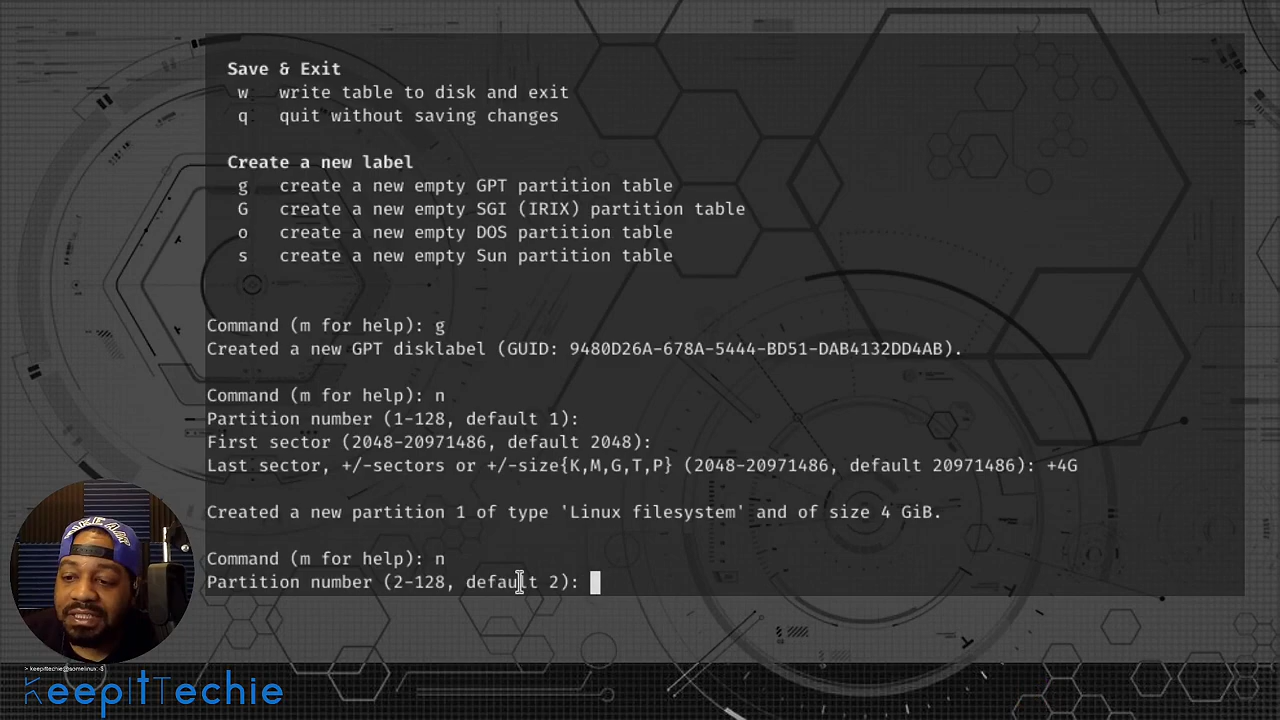 Save & Exit
w write table to disk and exit
q quit without saving changes
Create a new label
g create a new empty GPT partition table
G create a new empty SGI (IRIX) partition table
o create a new empty DOS partition table
s create a new empty Sun partition table
Command (m for help): g
Created a new GPT disklabel (GUID: 9480D26A-678A-5444-BD51-DAB4132DD4AB).
Command (m for help): n
Partition number (1-128, default 1):
First sector (2048-20971486, default 2048):
Last sector, +/-sectors or +/-size{K,M,G,T,P} (2048-20971486, default 20971486): +4G
Created a new partition 1 of type 'Linux filesystem' and of size 4 GiB.
Command (m for help): n
Partition number (2-128, default 2):
> keepittechie@somelinux:~$
KeepItTechie